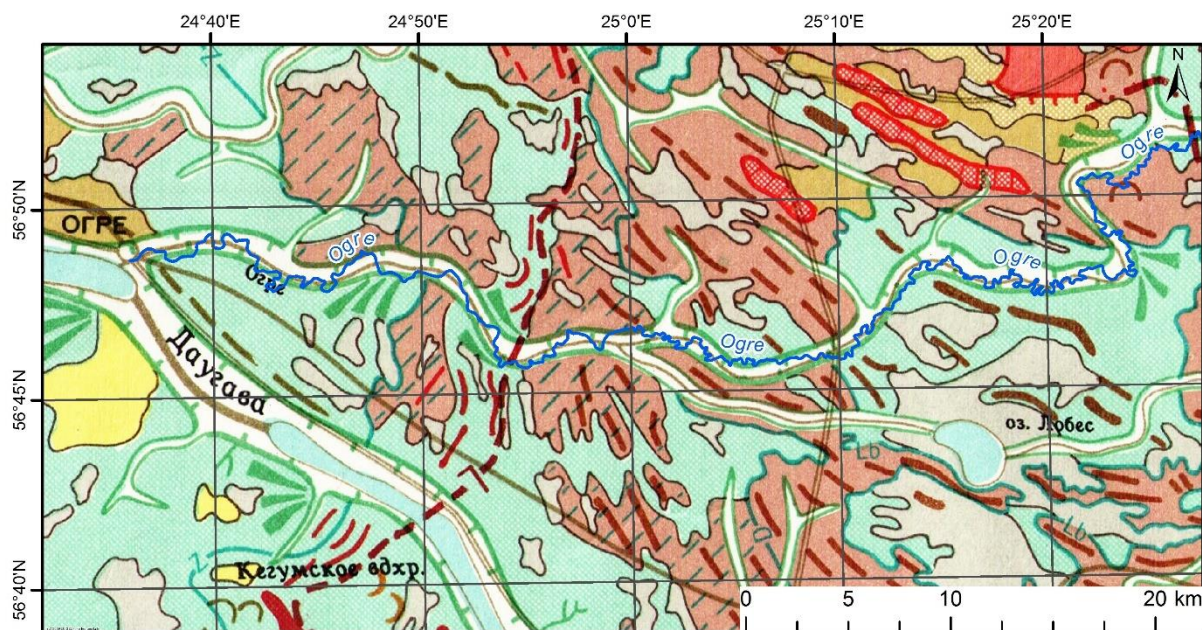 24°40'E 24°50'E 25°0'E 25°10'E 25°20'E
N
Ogre
56°50'N
ОГРЕ
Ogre
Ogre
Огре
Ogre
Даугава
56°45'N
оз. Лобес
Lb
D
Lb
56°40'N
Кегумское вдхр.
0 5 10 20 km